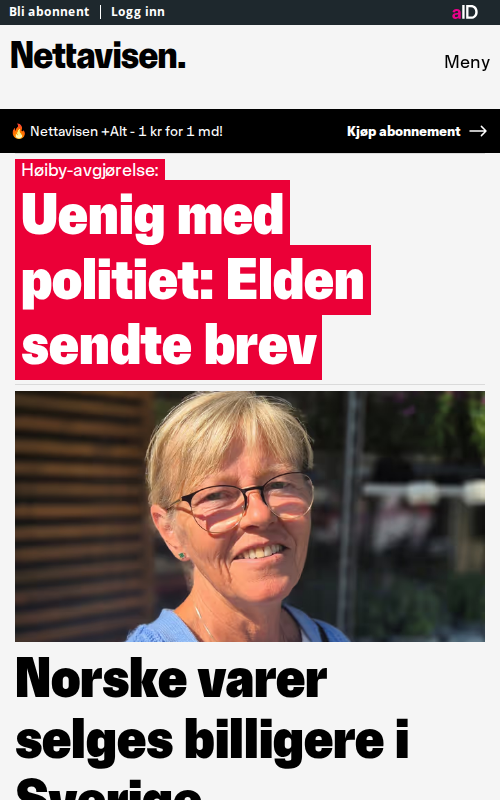 Bli abonnent | Logg inn
aID
Nettavisen.
Meny
🔥 Nettavisen +Alt - 1 kr for 1 md!
Kjøp abonnement →
Høiby-avgjørelse:
Uenig med
politiet: Elden
sendte brev
Norske varer
selges billigere i
Sverige